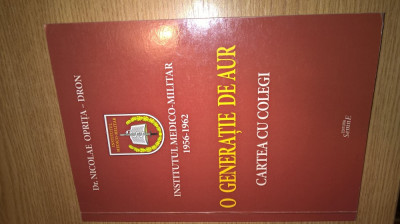 Dr. NICOLAE OPRIȚA - DRON
INSTITUTUL MEDICO-MILITAR
1956-1962
O GENERAȚIE DE AUR
CARTEA CU COLEGI